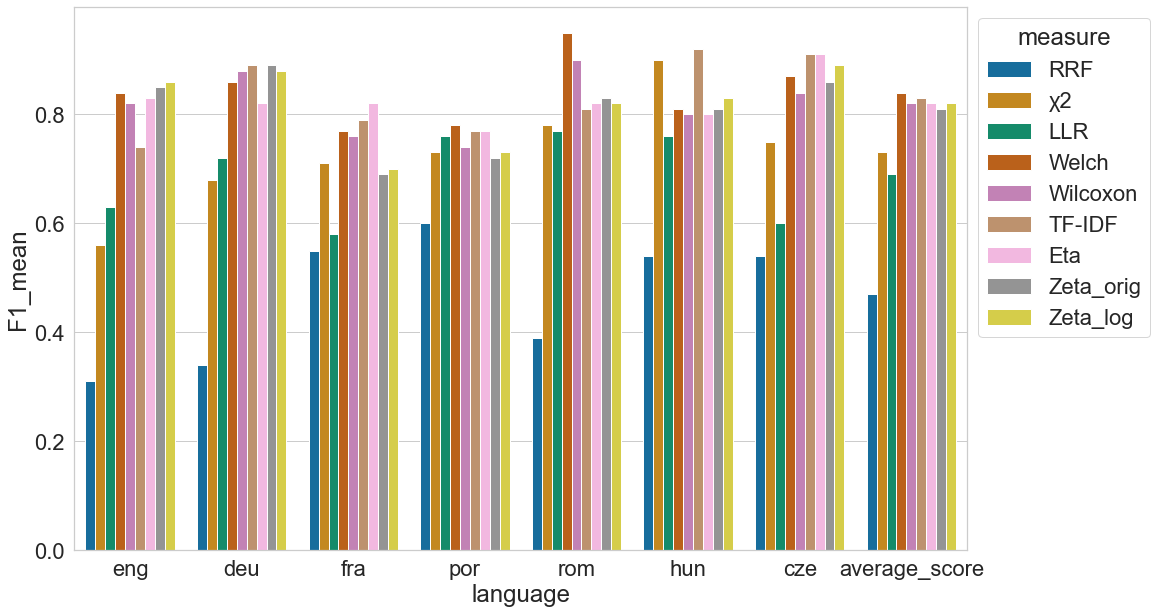 measure
RRF
χ2
LLR
Welch
Wilcoxon
TF-IDF
Eta
Zeta_orig
Zeta_log
F1_mean
0.8
0.6
0.4
0.2
0.0
eng deu fra por rom hun cze average_score
language